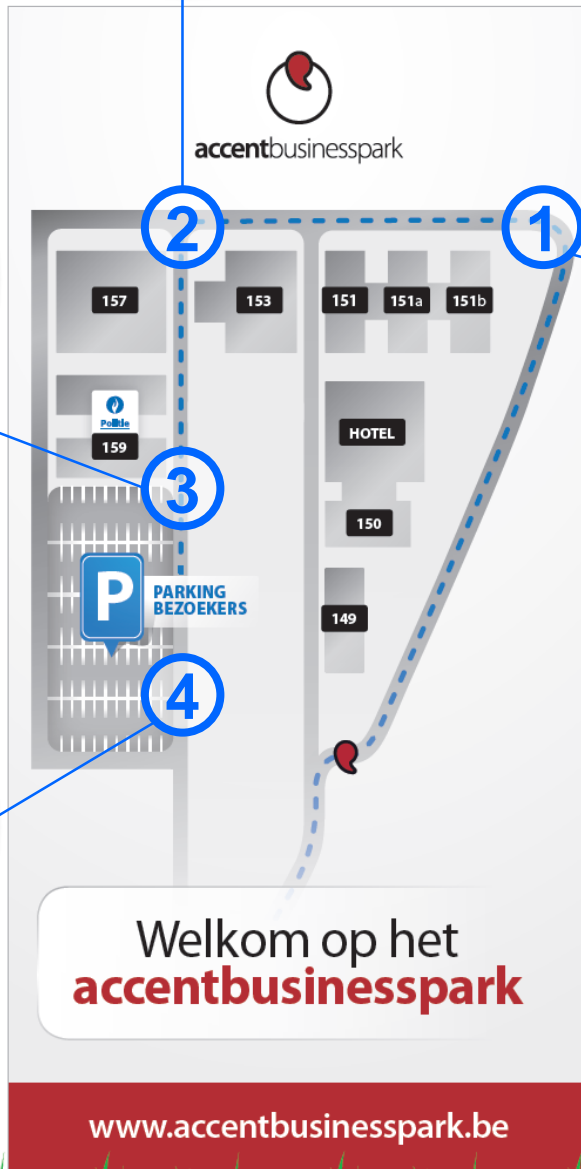 accentbusinesspark
2
1
157
153
151
151a
151b
Politie
159
HOTEL
3
150
P
PARKING
BEZOEKERS
149
4
Welkom op het
accentbusinesspark
www.accentbusinesspark.be